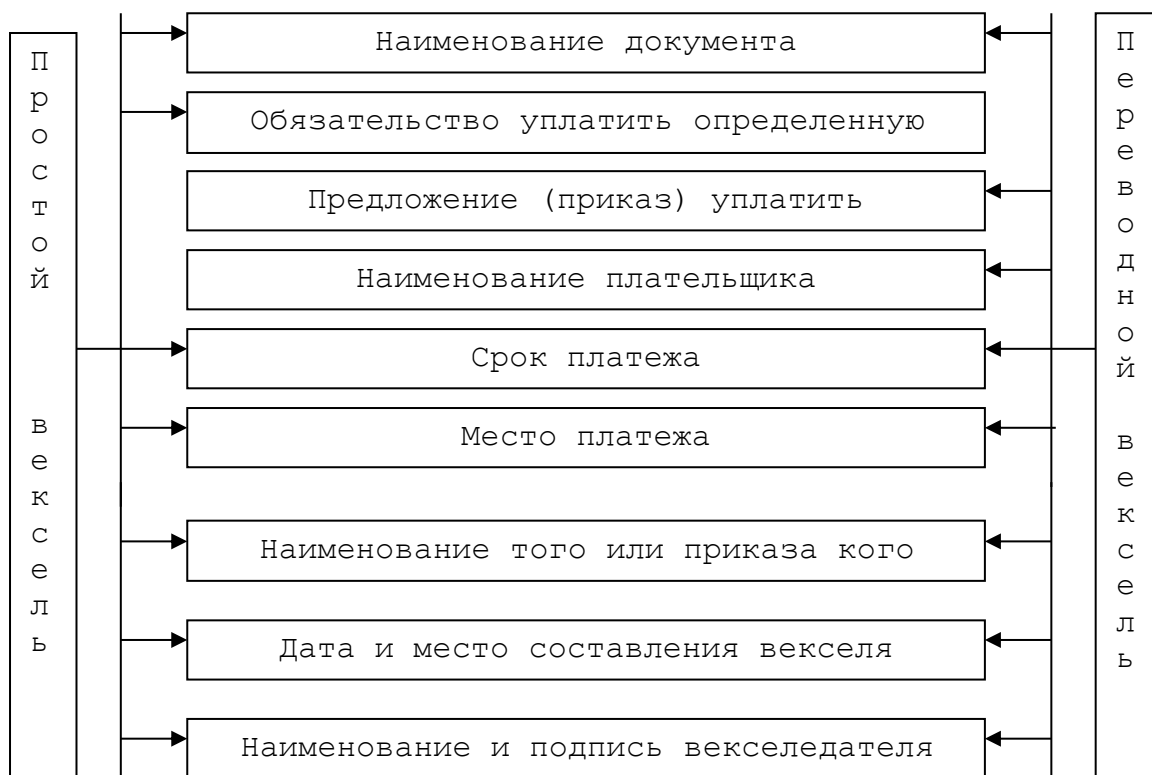 Простой вексель
Наименование документа
Обязательство уплатить определенную
Предложение (приказ) уплатить
Наименование плательщика
Срок платежа
Место платежа
Наименование того или приказа кого
Дата и место составления векселя
Наименование и подпись векселедателя
Переводной вексель